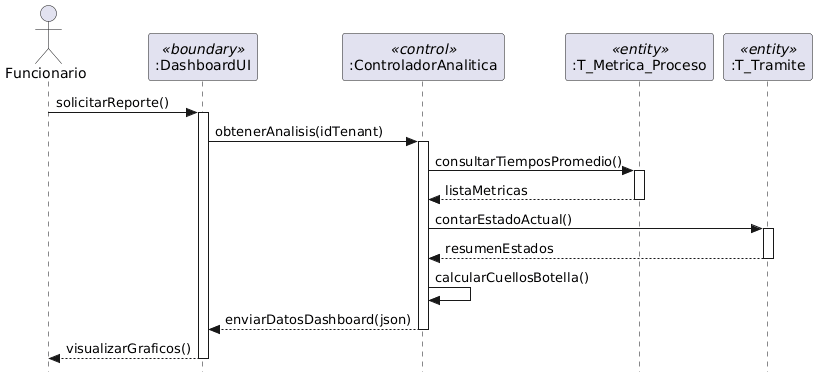 Funcionario
«boundary»
:DashboardUI
«control»
:ControladorAnalitica
«entity»
:T_Metrica_Proceso
«entity»
:T_Tramite
solicitarReporte()
obtenerAnalisis(idTenant)
consultarTiemposPromedio()
listaMetricas
contarEstadoActual()
resumenEstados
calcularCuellosBotella()
enviarDatosDashboard(json)
visualizarGraficos()